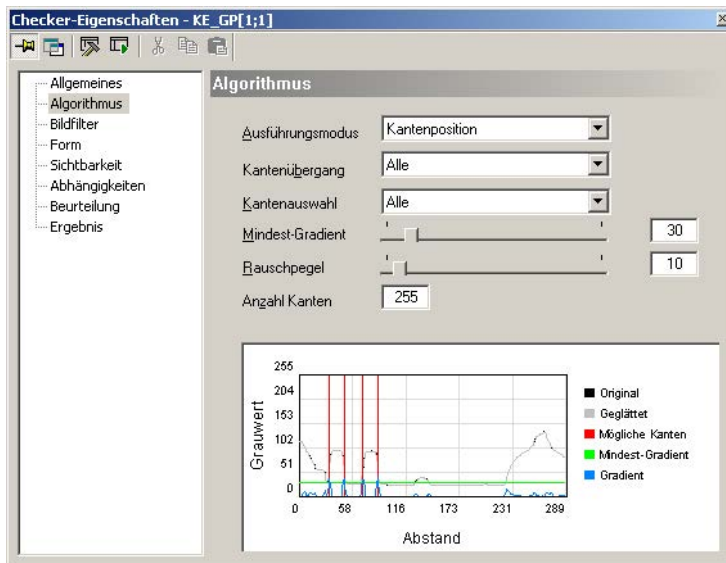 Checker-Eigenschaften - KE_GP[1;1]
Allgemeines
Algorithmus
Bildfilter
Form
Sichtbarkeit
Abhängigkeiten
Beurteilung
Ergebnis
Algorithmus
Ausführungsmodus Kantenposition
Kantenübergang Alle
Kantenauswahl Alle
Mindest-Gradient 30
Rauschpegel 10
Anzahl Kanten 255
Grauwert
255
204
153
102
51
0
0 58 116 173 231 289
Abstand
Original
Geglättet
Mögliche Kanten
Mindest-Gradient
Gradient